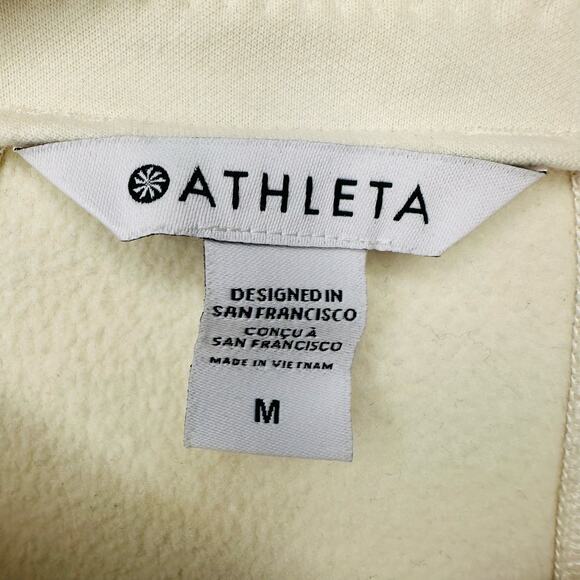 ATHLETA
DESIGNED IN
SAN FRANCISCO
CONÇU À
SAN FRANCISCO
MADE IN VIETNAM
M